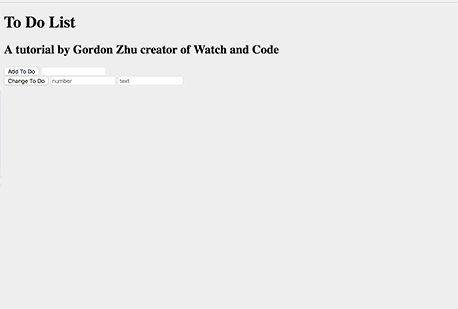 To Do List
A tutorial by Gordon Zhu creator of Watch and Code
Add To Do
Change To Do number text